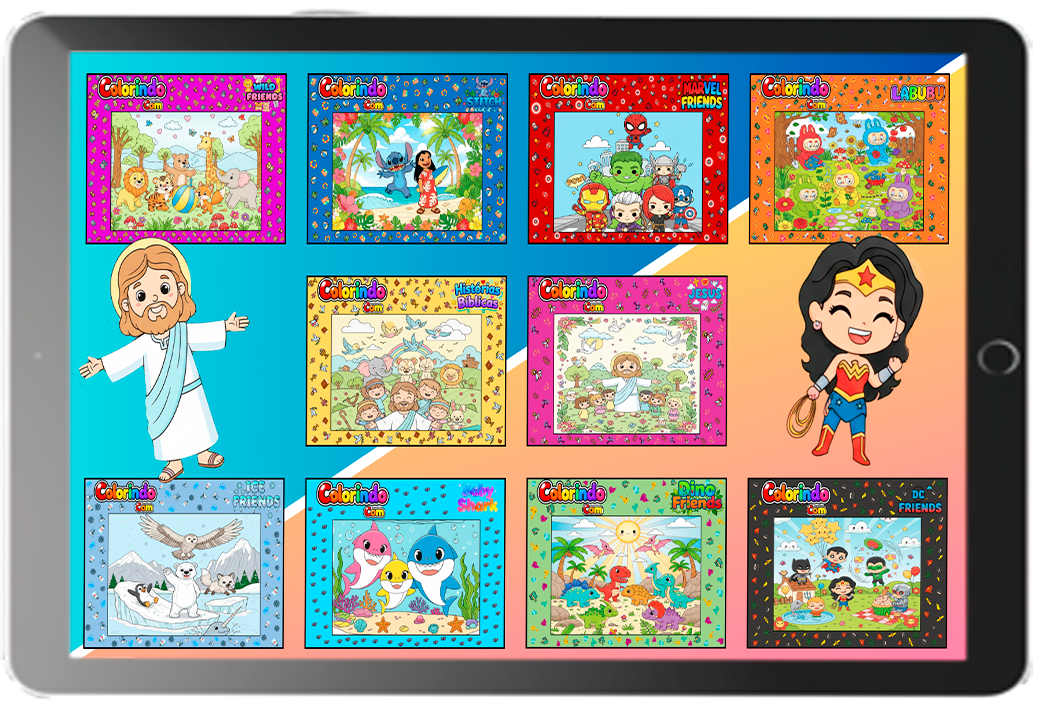 Colorindo
.Com
WILD
FRIENDS
Colorindo
.Com
STITCH
Colorindo
.Com
MARVEL
FRIENDS
Colorindo
.Com
LABUBU
Colorindo
.Com
Histórias
Bíblicas
Colorindo
.Com
JESUS
Colorindo
.Com
ICE
FRIENDS
Colorindo
.Com
Baby
Shark
Colorindo
.Com
Dino
Friends
Colorindo
.Com
DC
FRIENDS